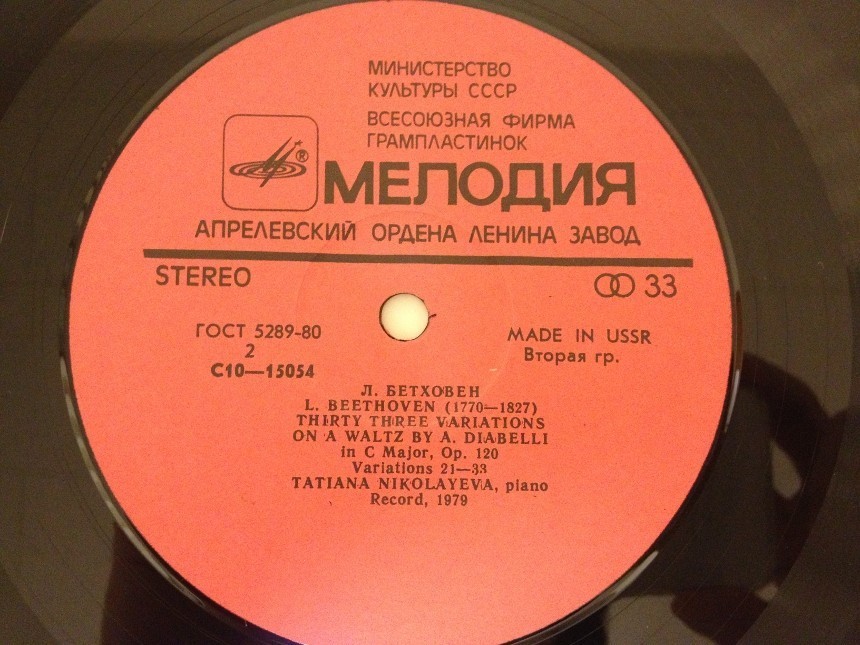 МИНИСТЕРСТВО
КУЛЬТУРЫ СССР
ВСЕСОЮЗНАЯ ФИРМА
ГРАМПЛАСТИНОК
®
МЕЛОДИЯ
АПРЕЛЕВСКИЙ ОРДЕНА ЛЕНИНА ЗАВОД
STEREO
33
ГОСТ 5289-80
2
С10—15054
MADE IN USSR
Вторая гр.
Л. БЕТХОВЕН
L. BEETHOVEN (1770—1827)
THIRTY THREE VARIATIONS
ON A WALTZ BY A. DIABELLI
in C Major, Op. 120
Variations 21—33
TATIANA NIKOLAYEVA, piano
Record, 1979